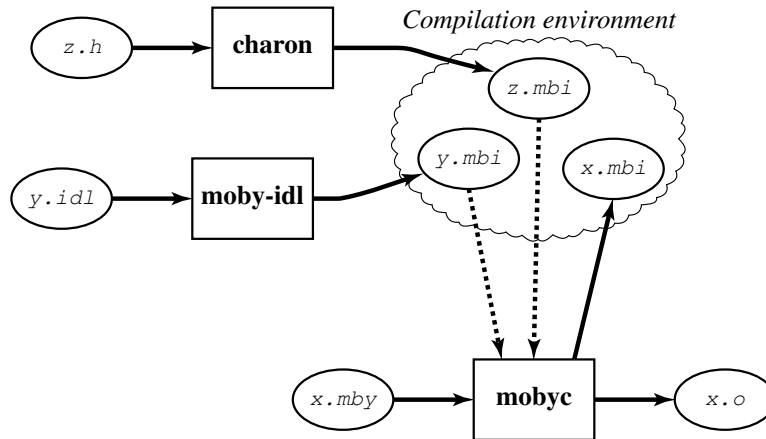 Compilation environment
z.h
charon
z.mbi
y.mbi
x.mbi
y.idl
moby-idl
x.mby
mobyc
x.o